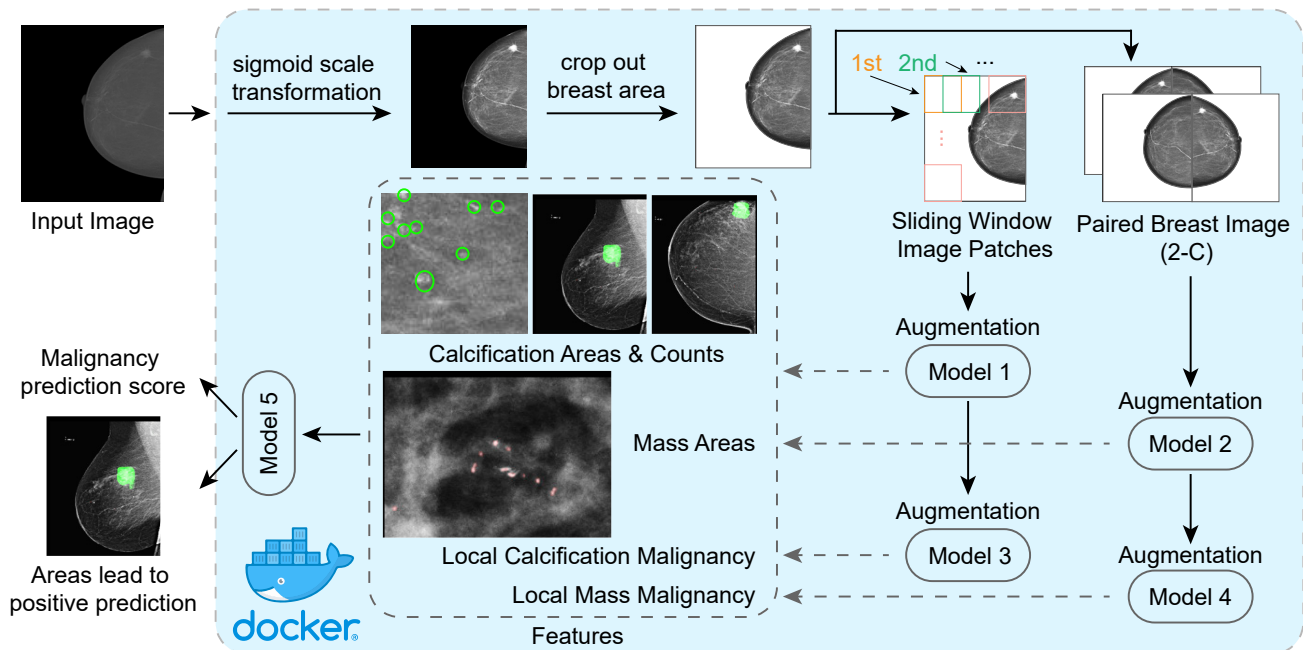 Input Image
sigmoid scale
transformation
crop out
breast area
1st
2nd
...
Sliding Window
Image Patches
Paired Breast Image
(2-C)
Augmentation
Model 1
Augmentation
Model 2
Augmentation
Model 3
Augmentation
Model 4
Calcification Areas & Counts
Mass Areas
Local Calcification Malignancy
Local Mass Malignancy
Features
Model 5
Malignancy
prediction score
Areas lead to
positive prediction
docker®